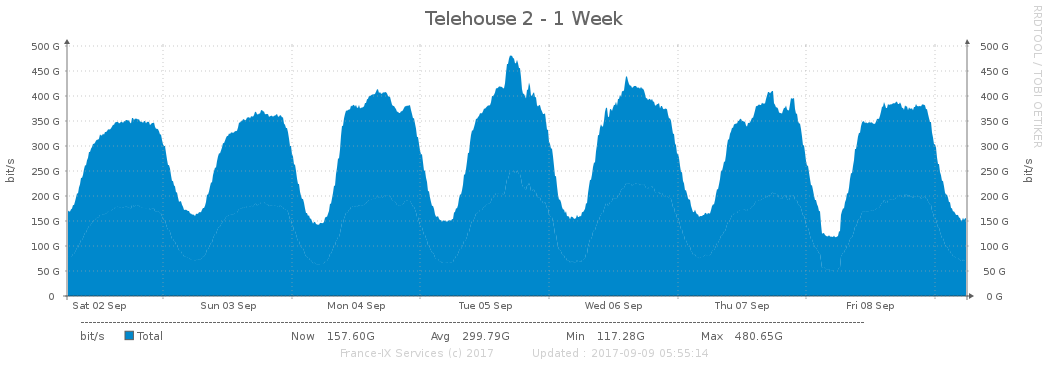 Telehouse 2 - 1 Week
RRDTOOL / TOBI OETIKER
500 G 500 G
450 G 450 G
400 G 400 G
350 G 350 G
300 G 300 G
250 G 250 G
200 G 200 G
150 G 150 G
100 G 100 G
50 G 50 G
0 0 G
bit/s bit/s
Sat 02 Sep Sun 03 Sep Mon 04 Sep Tue 05 Sep Wed 06 Sep Thu 07 Sep Fri 08 Sep
bit/s Total Now 157.60G Avg 299.79G Min 117.28G Max 480.65G
France-IX Services (c) 2017 Updated : 2017-09-09 05:55:14